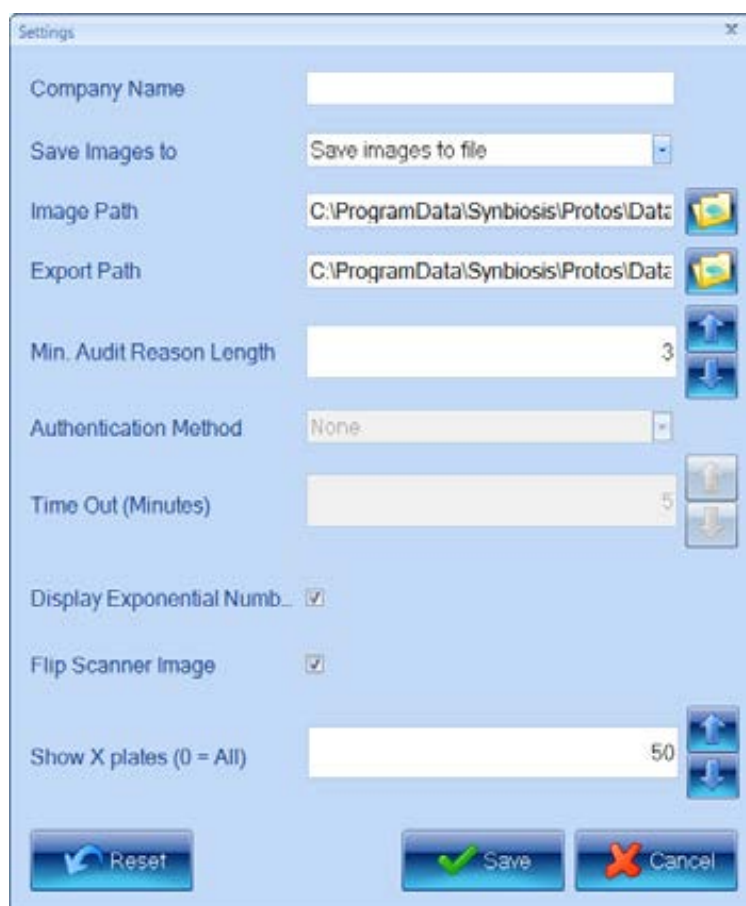 Settings
Company Name
Save Images to Save images to file
Image Path C:\ProgramData\Synbiosis\Protos\Data
Export Path C:\ProgramData\Synbiosis\Protos\Data
Min. Audit Reason Length 3
Authentication Method None
Time Out (Minutes) 5
Display Exponential Numb...
Flip Scanner Image
Show X plates (0 = All) 50
Reset Save Cancel